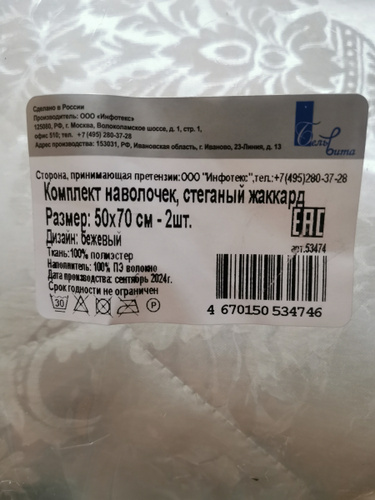 Сделано в России
Производитель: ООО «Инфотекс»
125080, РФ, г. Москва, Волоколамское шоссе, д. 1, стр. 1,
офис 510; тел. +7 (495) 280-37-28
Адрес производства: 153031, РФ, Ивановская область, г. Иваново, 23-Линия, д. 13
Бель Вита
Сторона, принимающая претензии:ООО "Инфотекс",тел.:+7(495)280-37-28
Комплект наволочек, стеганый жаккард
Размер: 50х70 см - 2шт.
Дизайн: бежевый
EAC
арт.53474
Ткань:100% полиэстер
Наполнитель: 100% ПЭ волокно
Дата производства: сентябрь 2024г.
Срок годности не ограничен
30 P
4 670150 534746